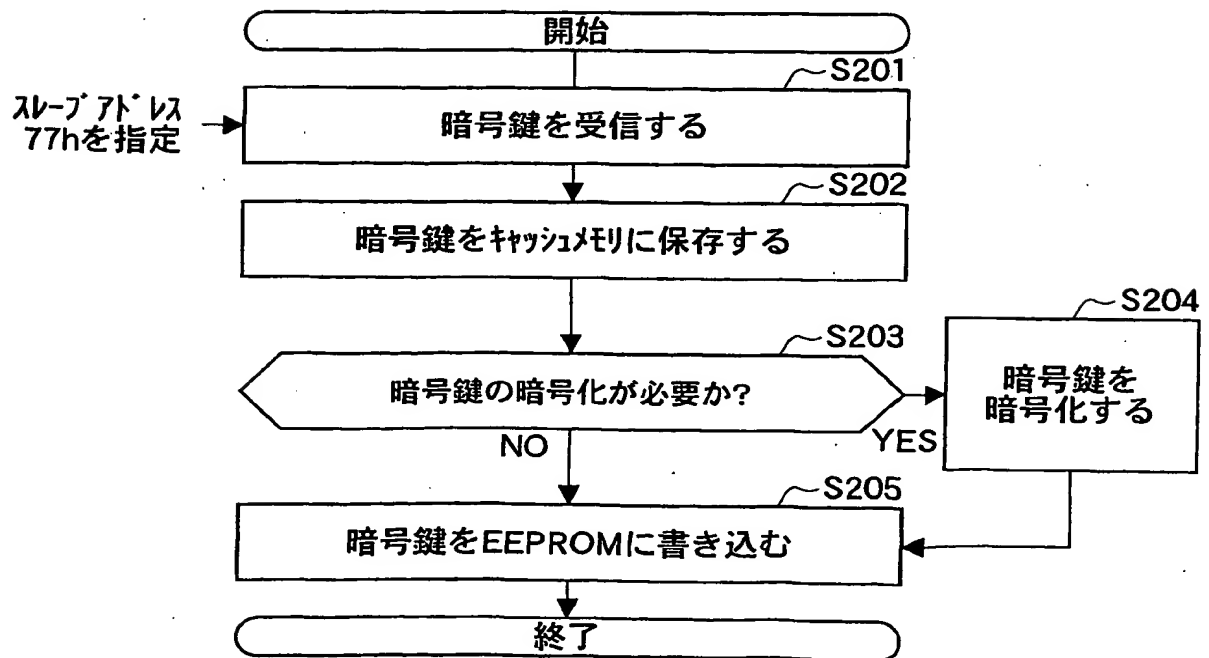 開始
S201
スレーブアドレス
77hを指定
暗号鍵を受信する
S202
暗号鍵をキャッシュメモリに保存する
S203
暗号鍵の暗号化が必要か?
S204
暗号鍵を
暗号化する
NO
YES
S205
暗号鍵をEEPROMに書き込む
終了